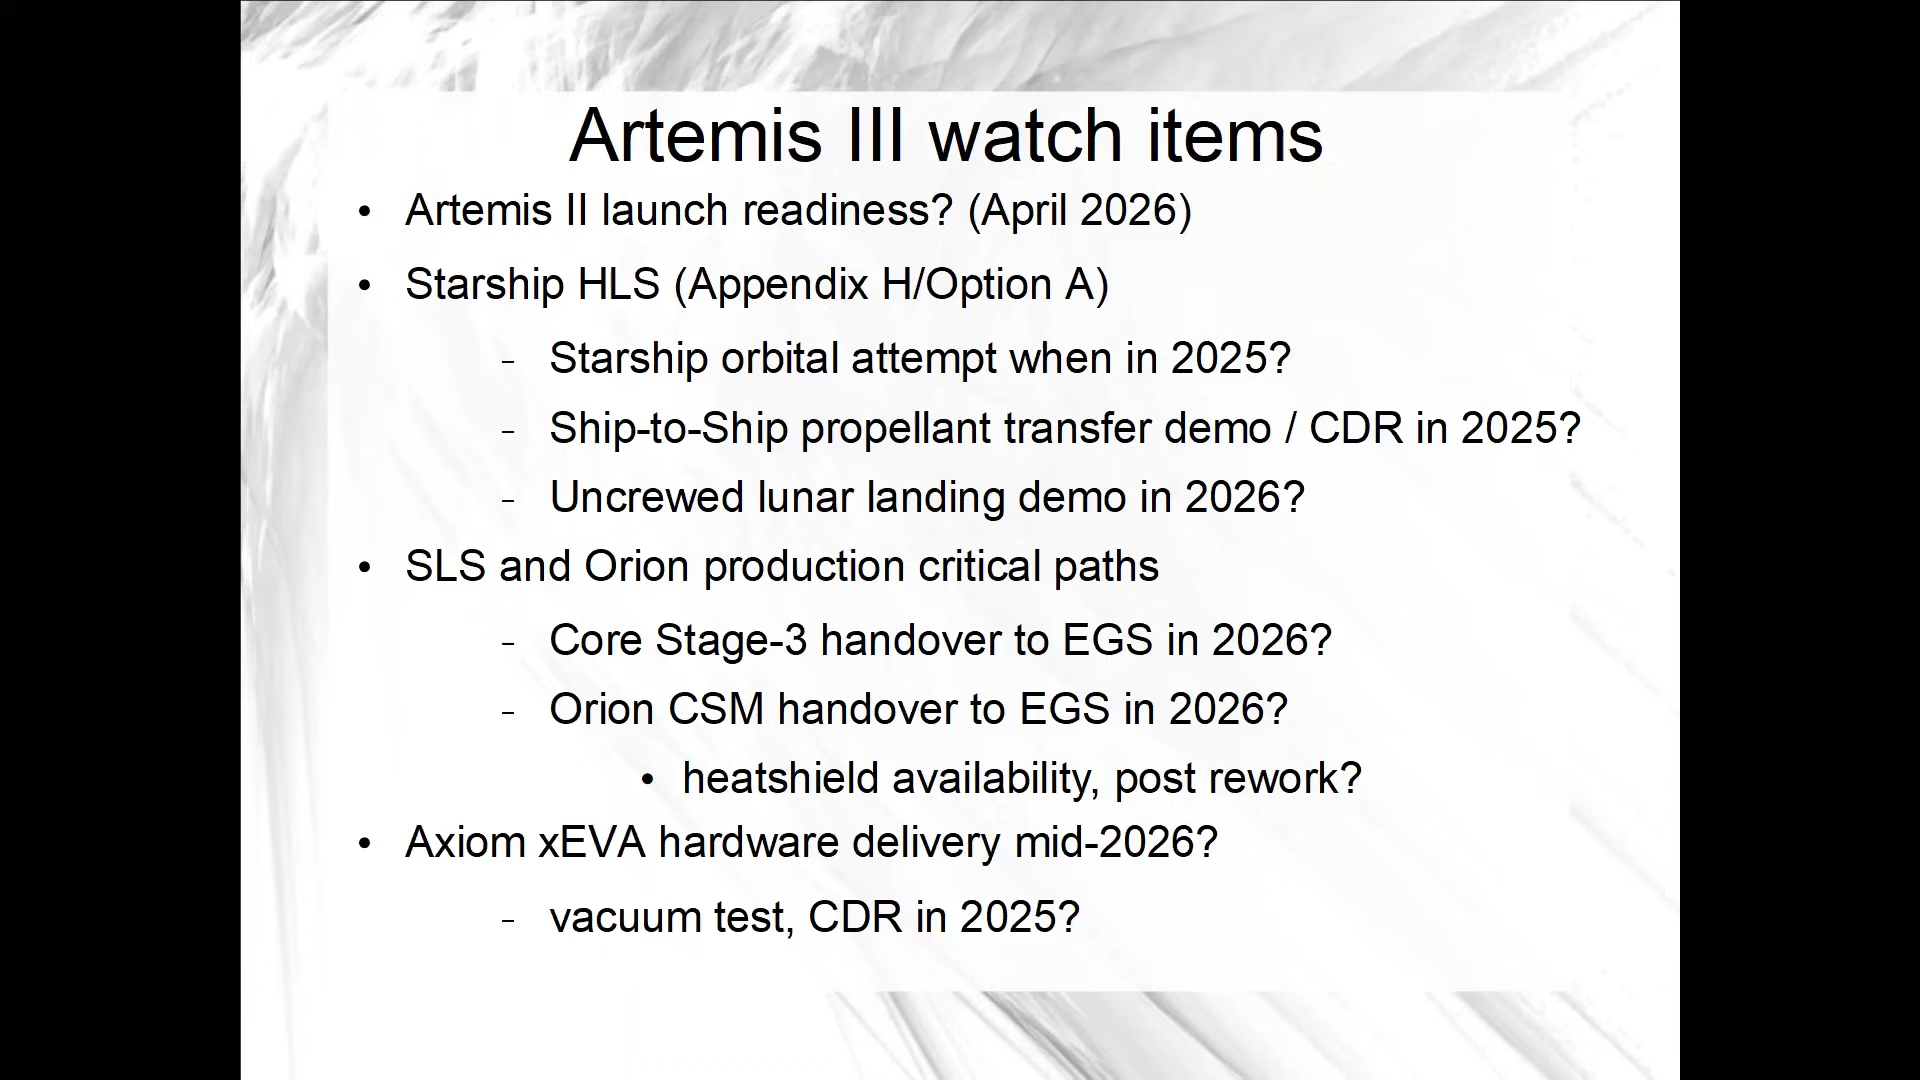 Artemis III watch items
• Artemis II launch readiness? (April 2026)
• Starship HLS (Appendix H/Option A)
- Starship orbital attempt when in 2025?
- Ship-to-Ship propellant transfer demo / CDR in 2025?
- Uncrewed lunar landing demo in 2026?
• SLS and Orion production critical paths
- Core Stage-3 handover to EGS in 2026?
- Orion CSM handover to EGS in 2026?
• heatshield availability, post rework?
• Axiom xEVA hardware delivery mid-2026?
- vacuum test, CDR in 2025?